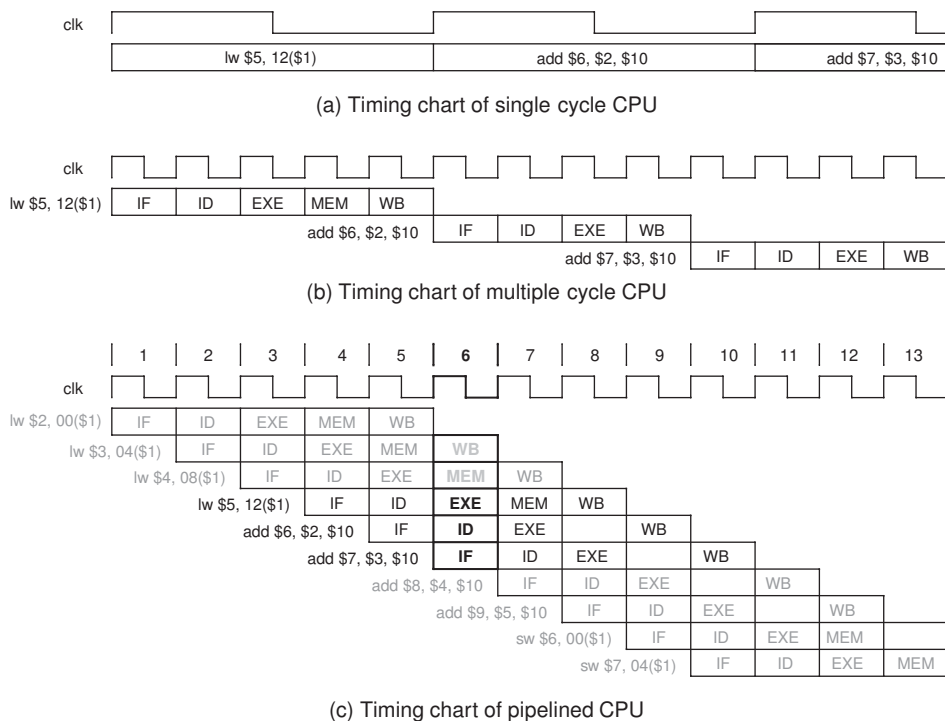 clk
lw $5, 12($1) add $6, $2, $10 add $7, $3, $10
(a) Timing chart of single cycle CPU
clk
lw $5, 12($1) IF ID EXE MEM WB
add $6, $2, $10 IF ID EXE WB
add $7, $3, $10 IF ID EXE WB
(b) Timing chart of multiple cycle CPU
1 2 3 4 5 6 7 8 9 10 11 12 13
clk
lw $2, 00($1) IF ID EXE MEM WB
lw $3, 04($1) IF ID EXE MEM WB
lw $4, 08($1) IF ID EXE MEM WB
lw $5, 12($1) IF ID EXE MEM WB
add $6, $2, $10 IF ID EXE WB
add $7, $3, $10 IF ID EXE WB
add $8, $4, $10 IF ID EXE WB
add $9, $5, $10 IF ID EXE WB
sw $6, 00($1) IF ID EXE MEM
sw $7, 04($1) IF ID EXE MEM
(c) Timing chart of pipelined CPU